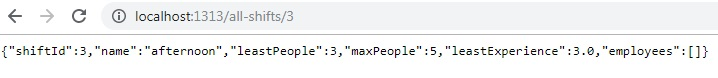 localhost:1313/all-shifts/3
{"shiftId":3,"name":"afternoon","leastPeople":3,"maxPeople":5,"leastExperience":3.0,"employees":[]}